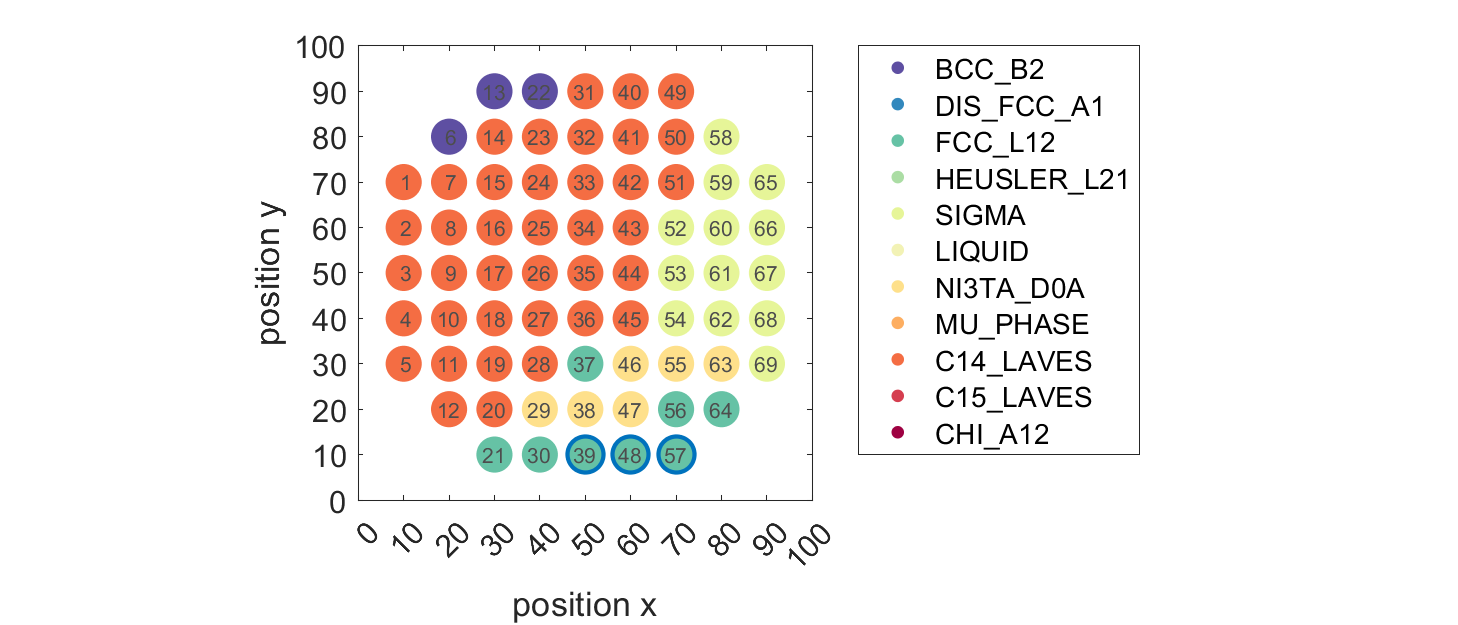 100
90
80
70
60
50
40
30
20
10
0
position y
13 22 31 40 49
6 14 23 32 41 50 58
1 7 15 24 33 42 51 59 65
2 8 16 25 34 43 52 60 66
3 9 17 26 35 44 53 61 67
4 10 18 27 36 45 54 62 68
5 11 19 28 37 46 55 63 69
12 20 29 38 47 56 64
21 30 39 48 57
0 10 20 30 40 50 60 70 80 90 100
position x
BCC_B2
DIS_FCC_A1
FCC_L12
HEUSLER_L21
SIGMA
LIQUID
NI3TA_D0A
MU_PHASE
C14_LAVES
C15_LAVES
CHI_A12